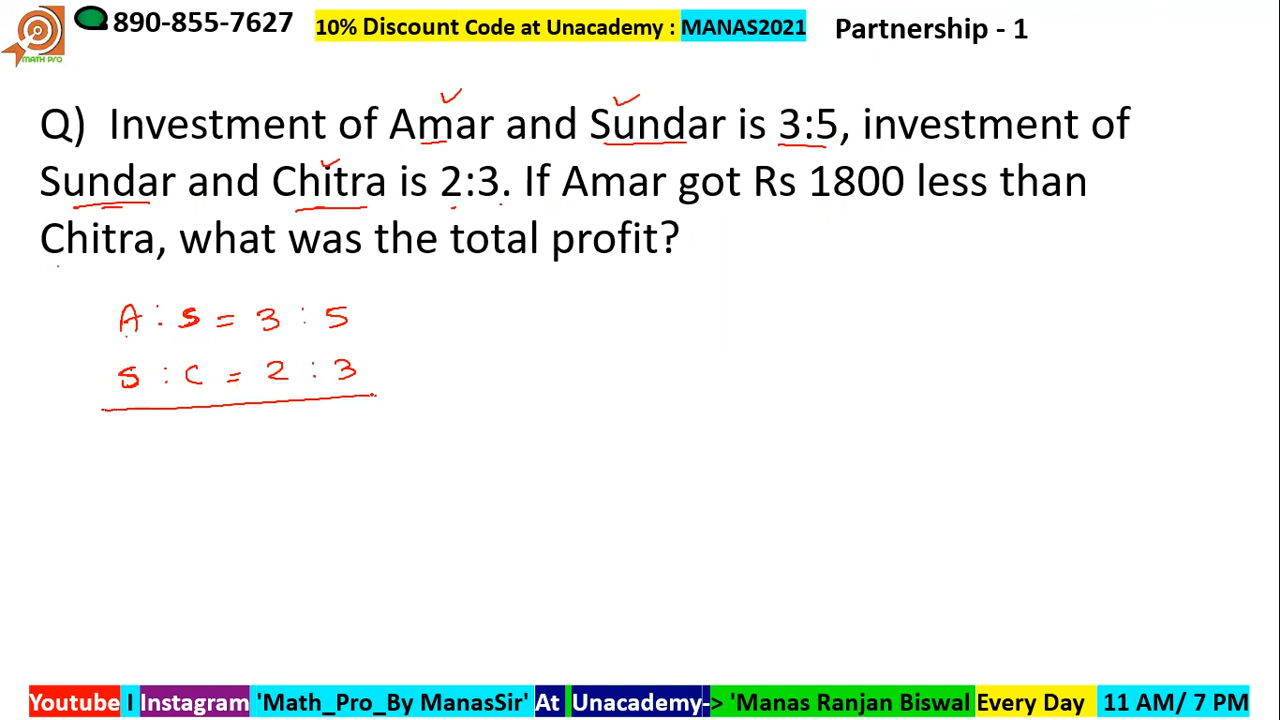 MATH PRO
890-855-7627
10% Discount Code at Unacademy : MANAS2021
Partnership - 1
Q) Investment of Amar and Sundar is 3:5, investment of
Sundar and Chitra is 2:3. If Amar got Rs 1800 less than
Chitra, what was the total profit?
A : S = 3 : 5
S : C = 2 : 3
Youtube I Instagram 'Math_Pro_By ManasSir' At Unacademy-> 'Manas Ranjan Biswal Every Day 11 AM/ 7 PM